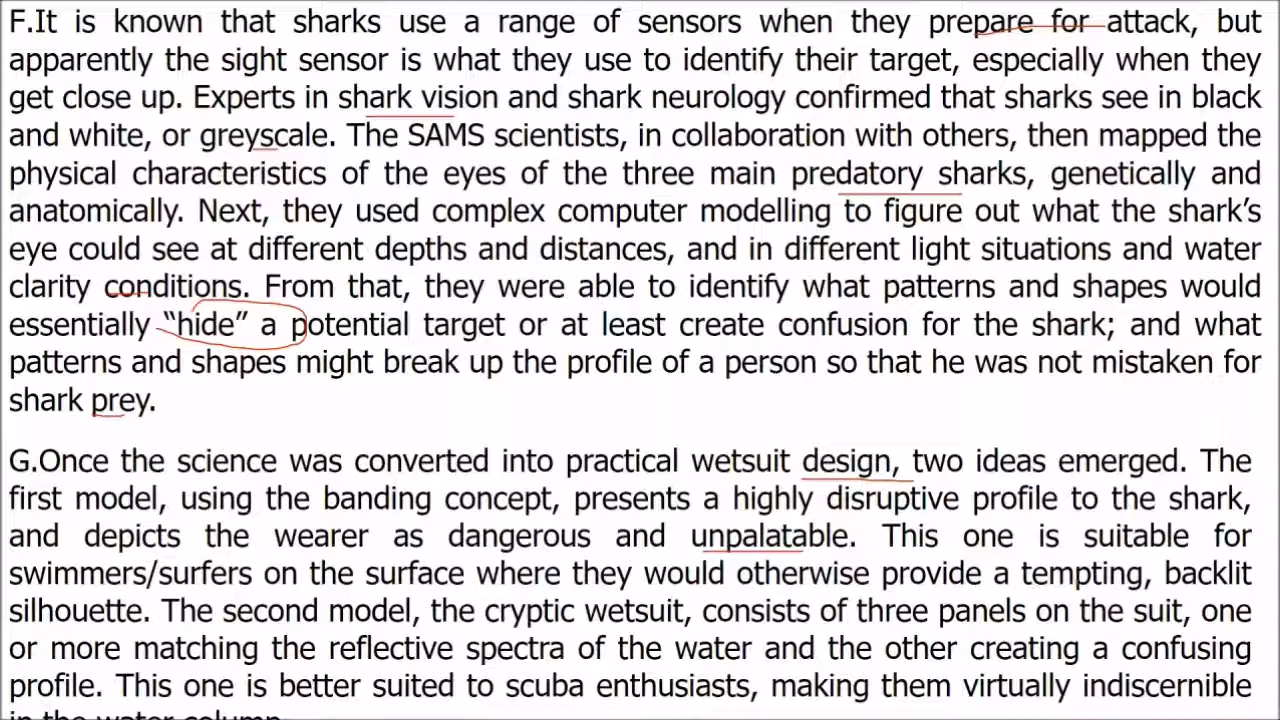 F.It is known that sharks use a range of sensors when they prepare for attack, but
apparently the sight sensor is what they use to identify their target, especially when they
get close up. Experts in shark vision and shark neurology confirmed that sharks see in black
and white, or greyscale. The SAMS scientists, in collaboration with others, then mapped the
physical characteristics of the eyes of the three main predatory sharks, genetically and
anatomically. Next, they used complex computer modelling to figure out what the shark's
eye could see at different depths and distances, and in different light situations and water
clarity conditions. From that, they were able to identify what patterns and shapes would
essentially “hide” a potential target or at least create confusion for the shark; and what
patterns and shapes might break up the profile of a person so that he was not mistaken for
shark prey.
G.Once the science was converted into practical wetsuit design, two ideas emerged. The
first model, using the banding concept, presents a highly disruptive profile to the shark,
and depicts the wearer as dangerous and unpalatable. This one is suitable for
swimmers/surfers on the surface where they would otherwise provide a tempting, backlit
silhouette. The second model, the cryptic wetsuit, consists of three panels on the suit, one
or more matching the reflective spectra of the water and the other creating a confusing
profile. This one is better suited to scuba enthusiasts, making them virtually indiscernible
in the water column.